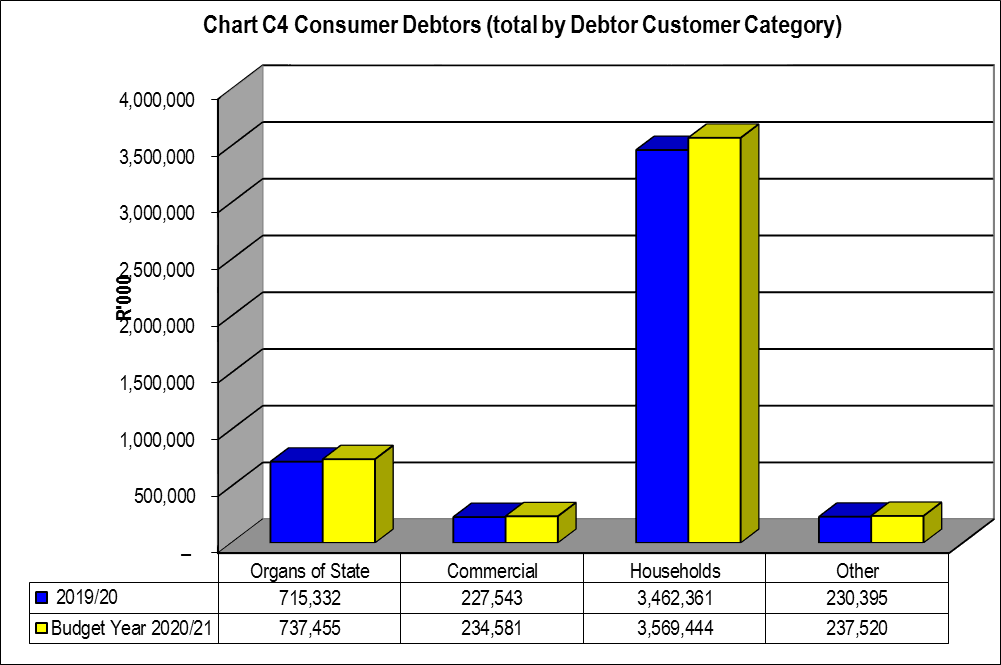 Chart C4 Consumer Debtors (total by Debtor Customer Category)
4,000,000
3,500,000
3,000,000
2,500,000
2,000,000
1,500,000
1,000,000
500,000
–
R'000
Organs of State Commercial Households Other
2019/20 715,332 227,543 3,462,361 230,395
Budget Year 2020/21 737,455 234,581 3,569,444 237,520